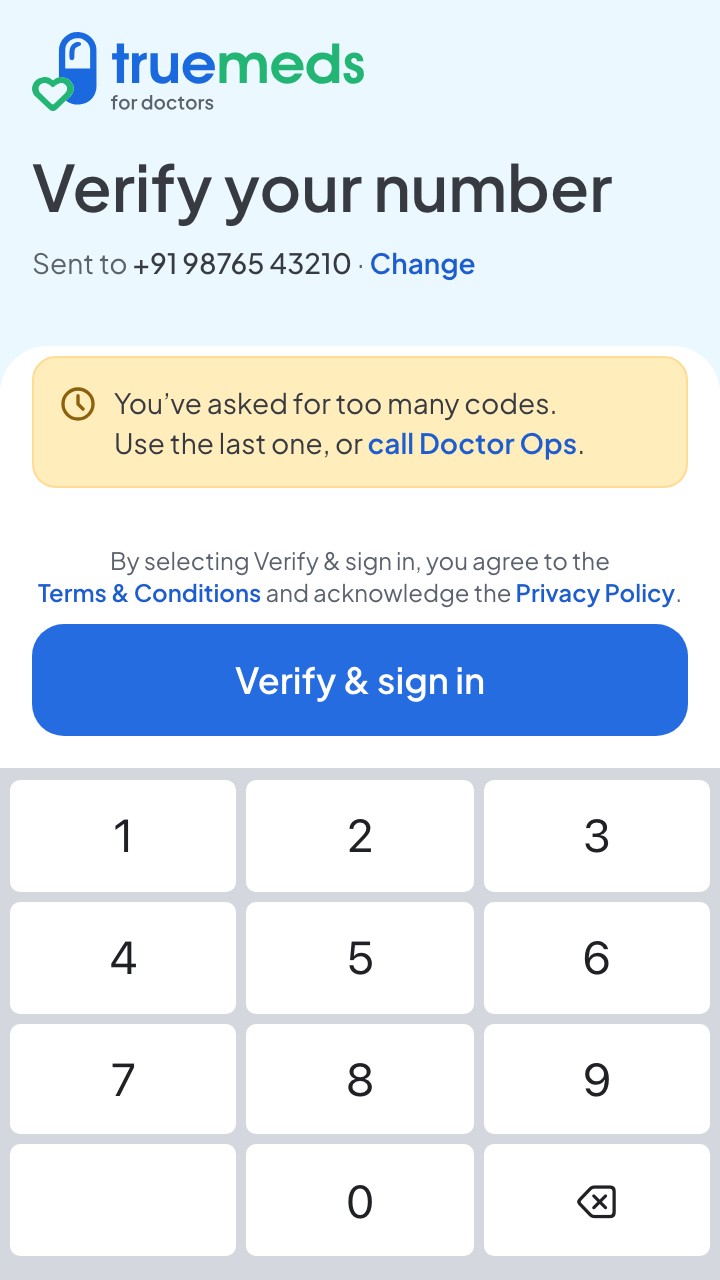 truemeds
for doctors
Verify your number
Sent to +91 98765 43210 · Change
You’ve asked for too many codes.
Use the last one, or call Doctor Ops.
By selecting Verify & sign in, you agree to the
Terms & Conditions and acknowledge the Privacy Policy.
Verify & sign in
1 2 3
4 5 6
7 8 9
0